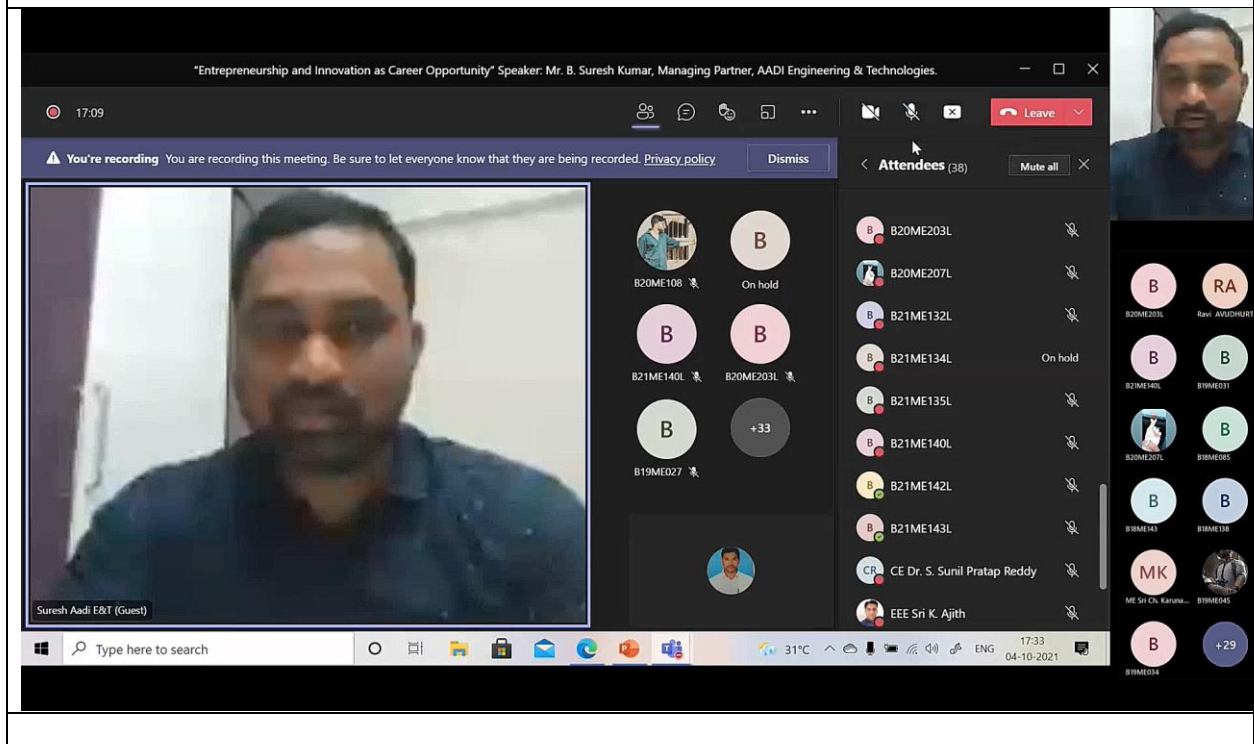 "Entrepreneurship and Innovation as Career Opportunity" Speaker: Mr. B. Suresh Kumar, Managing Partner, AADI Engineering & Technologies.
17:09
Leave
You're recording You are recording this meeting. Be sure to let everyone know that they are being recorded. Privacy policy
Dismiss
Suresh Aadi E&T (Guest)
B20ME108
B
On hold
B
B21ME140L
B
B20ME203L
B
B19ME027
+33
Attendees (38)
Mute all
B B20ME203L
B20ME207L
B B21ME132L
B B21ME134L On hold
B B21ME135L
B B21ME140L
B B21ME142L
B B21ME143L
CR CE Dr. S. Sunil Pratap Reddy
EEE Sri K. Ajith
B
B20ME203L
RA
Ravi AVUDHURT
B
B21ME140L
B
B19ME031
B20ME207L
B
B18ME085
B
B18ME143
B
B18ME138
MK
ME Sri Ch. Karuna...
B19ME045
B
B19ME034
+29
Type here to search
31°C
ENG
17:33
04-10-2021